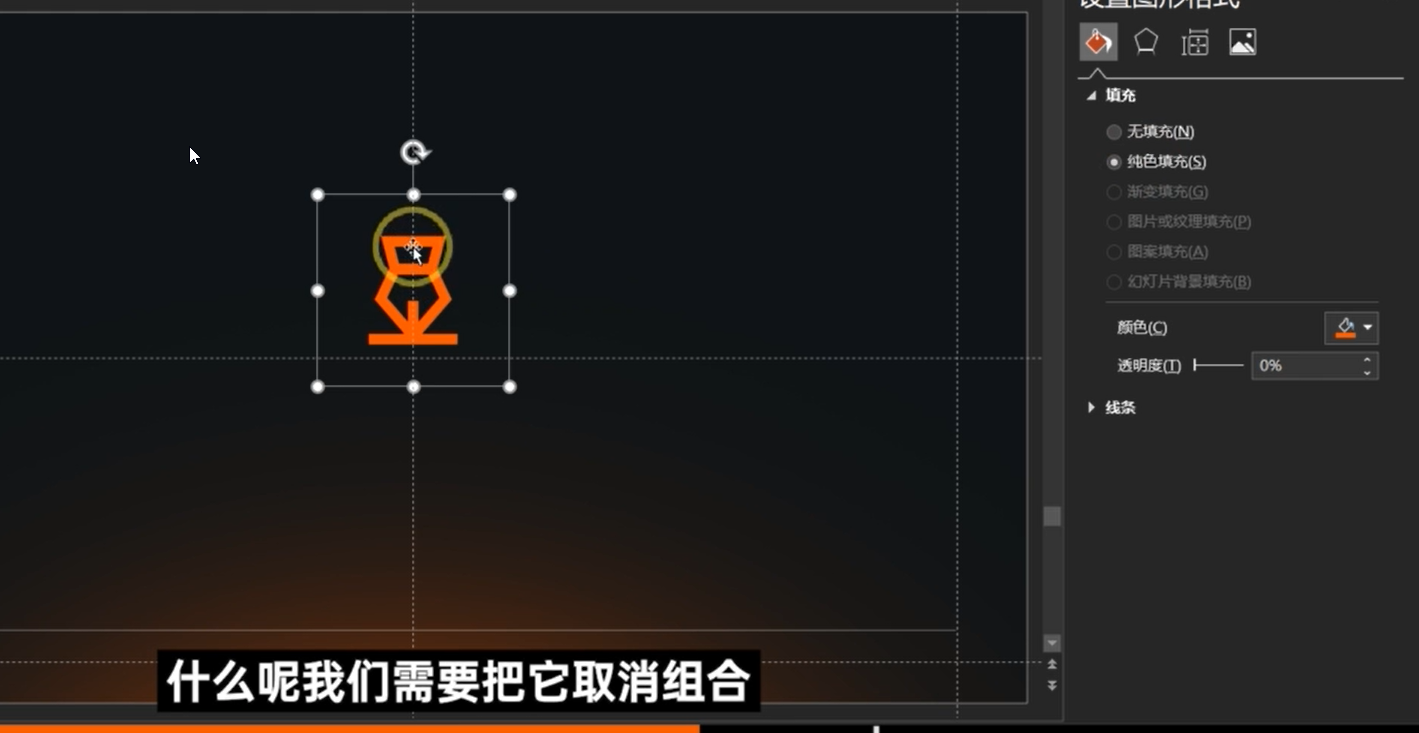 设置图形格式
填充
无填充(N)
纯色填充(S)
渐变填充(G)
图片或纹理填充(P)
图案填充(A)
幻灯片背景填充(B)
颜色(C)
透明度(T) 0%
线条
什么呢我们需要把它取消组合